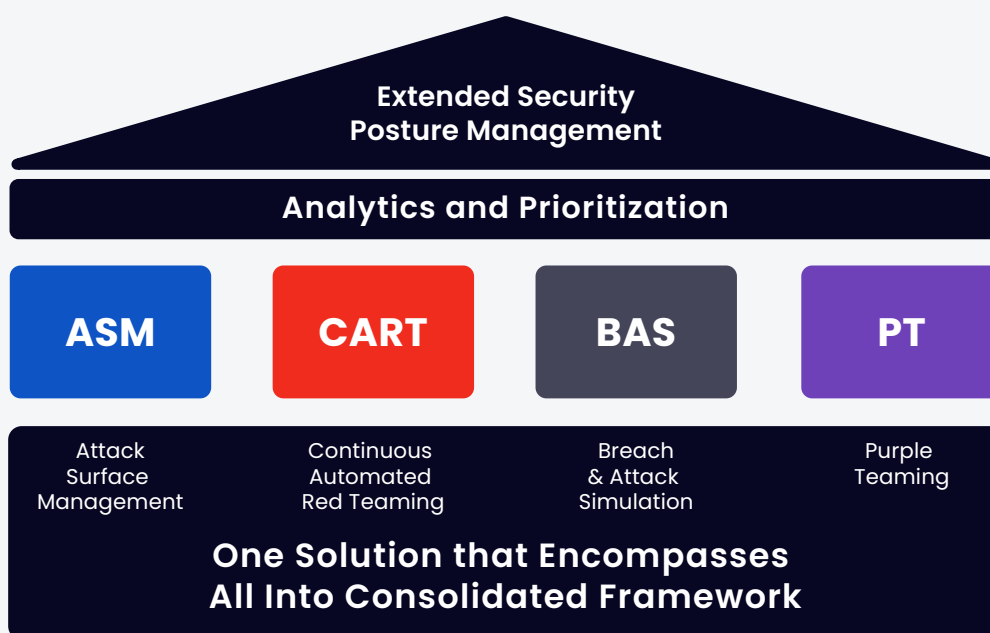 Extended Security
Posture Management
Analytics and Prioritization
ASM
CART
BAS
PT
Attack
Surface
Management
Continuous
Automated
Red Teaming
Breach
& Attack
Simulation
Purple
Teaming
One Solution that Encompasses
All Into Consolidated Framework